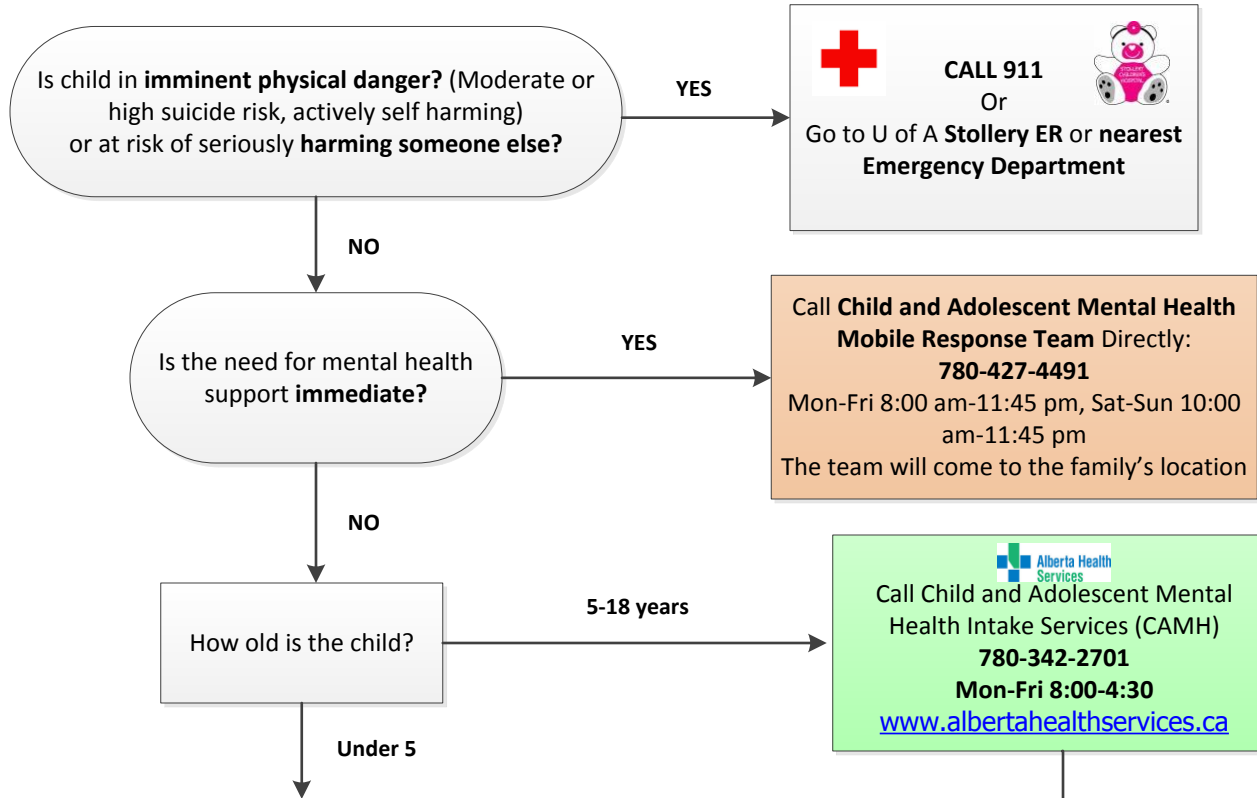 Is child in imminent physical danger? (Moderate or
high suicide risk, actively self harming)
or at risk of seriously harming someone else?
YES
CALL 911
Or
Go to U of A Stollery ER or nearest
Emergency Department
STOLLERY
CHILDREN'S
HOSPITAL
NO
Is the need for mental health
support immediate?
YES
Call Child and Adolescent Mental Health
Mobile Response Team Directly:
780-427-4491
Mon-Fri 8:00 am-11:45 pm, Sat-Sun 10:00
am-11:45 pm
The team will come to the family’s location
NO
How old is the child?
5-18 years
Alberta Health
Services
Call Child and Adolescent Mental
Health Intake Services (CAMH)
780-342-2701
Mon-Fri 8:00-4:30
www.albertahealthservices.ca
Under 5